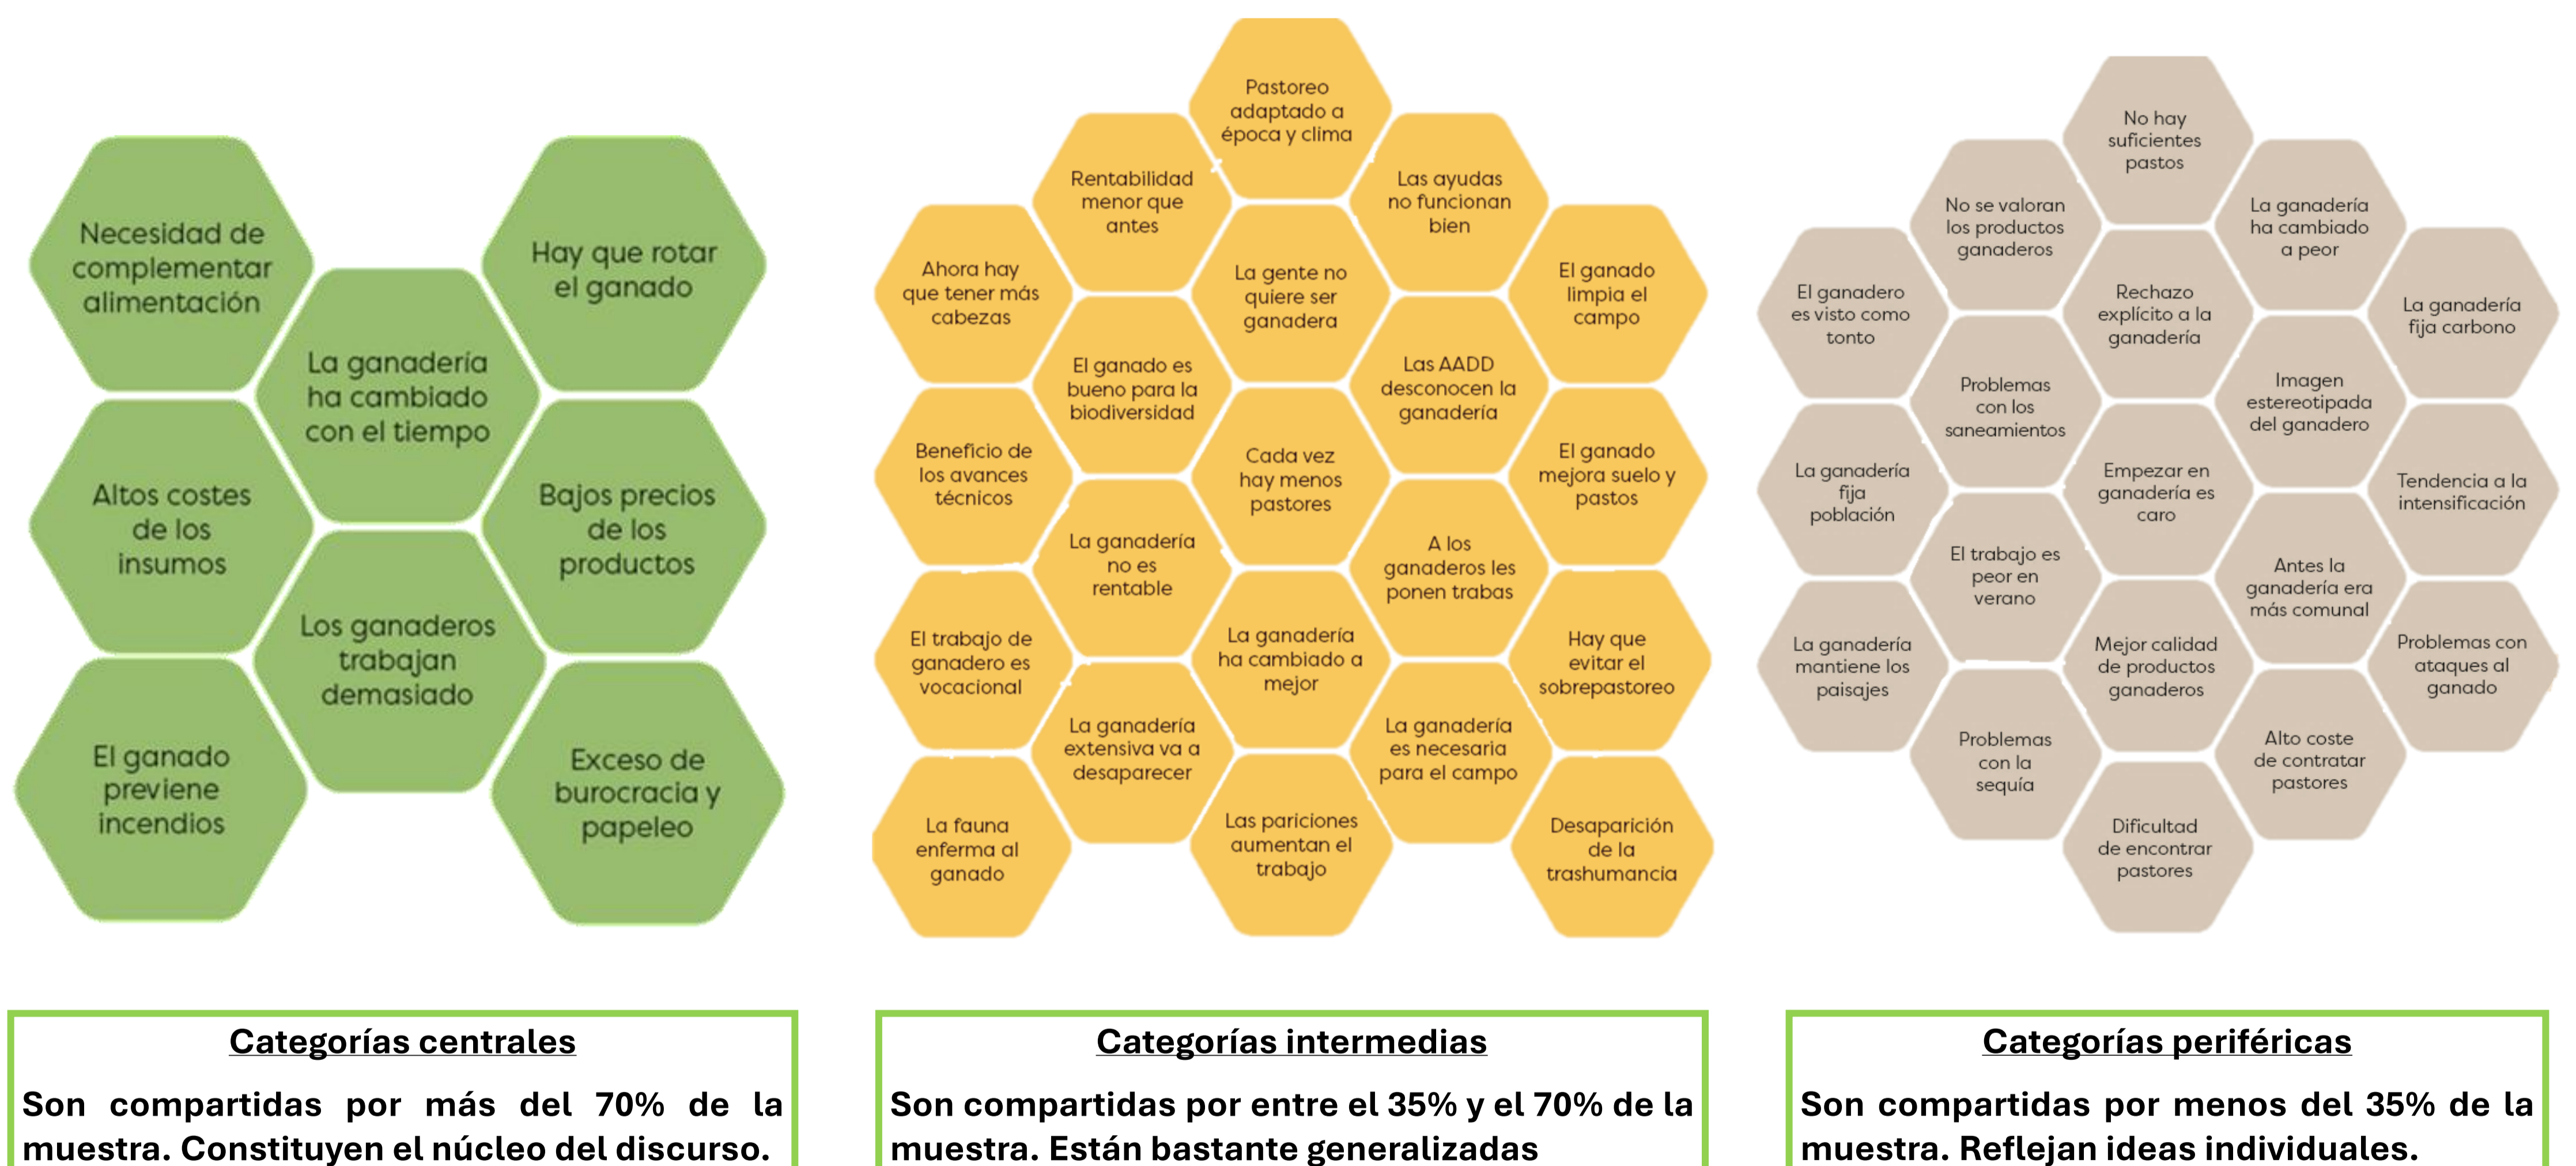 Necesidad de
complementar
alimentación
Hay que rotar
el ganado
La ganadería
ha cambiado
con el tiempo
Altos costes
de los
insumos
Bajos precios
de los
productos
Los ganaderos
trabajan
demasiado
El ganado
previene
incendios
Exceso de
burocracia y
papeleo
Pastoreo
adaptado a
época y clima
Rentabilidad
menor que
antes
Las ayudas
no funcionan
bien
Ahora hay
que tener más
cabezas
La gente no
quiere ser
ganadera
El ganado
limpia el
campo
El ganado es
bueno para la
biodiversidad
Las AADD
desconocen la
ganadería
Beneficio de
los avances
técnicos
Cada vez
hay menos
pastores
El ganado
mejora suelo y
pastos
La ganadería
no es
rentable
A los
ganaderos les
ponen trabas
El trabajo de
ganadero es
vocacional
La ganadería
ha cambiado a
mejor
Hay que
evitar el
sobrepastoreo
La ganadería
extensiva va a
desaparecer
La ganadería
es necesaria
para el campo
La fauna
enferma al
ganado
Las pariciones
aumentan el
trabajo
Desaparición
de la
trashumancia
No hay
suficientes
pastos
No se valoran
los productos
ganaderos
La ganadería
ha cambiado
a peor
El ganadero
es visto como
tonto
Rechazo
explícito a la
ganadería
La ganadería
fija carbono
Problemas
con los
saneamientos
Imagen
estereotipada
del ganadero
La ganadería
fija
población
Empezar en
ganadería es
caro
Tendencia a la
intensificación
El trabajo es
peor en
verano
Antes la
ganadería era
más comunal
La ganadería
mantiene los
paisajes
Mejor calidad
de productos
ganaderos
Problemas con
ataques al
ganado
Problemas
con la
sequía
Alto coste
de contratar
pastores
Dificultad
de encontrar
pastores
Categorías centrales
Son compartidas por más del 70% de la
muestra. Constituyen el núcleo del discurso.
Categorías intermedias
Son compartidas por entre el 35% y el 70% de la
muestra. Están bastante generalizadas
Categorías periféricas
Son compartidas por menos del 35% de la
muestra. Reflejan ideas individuales.